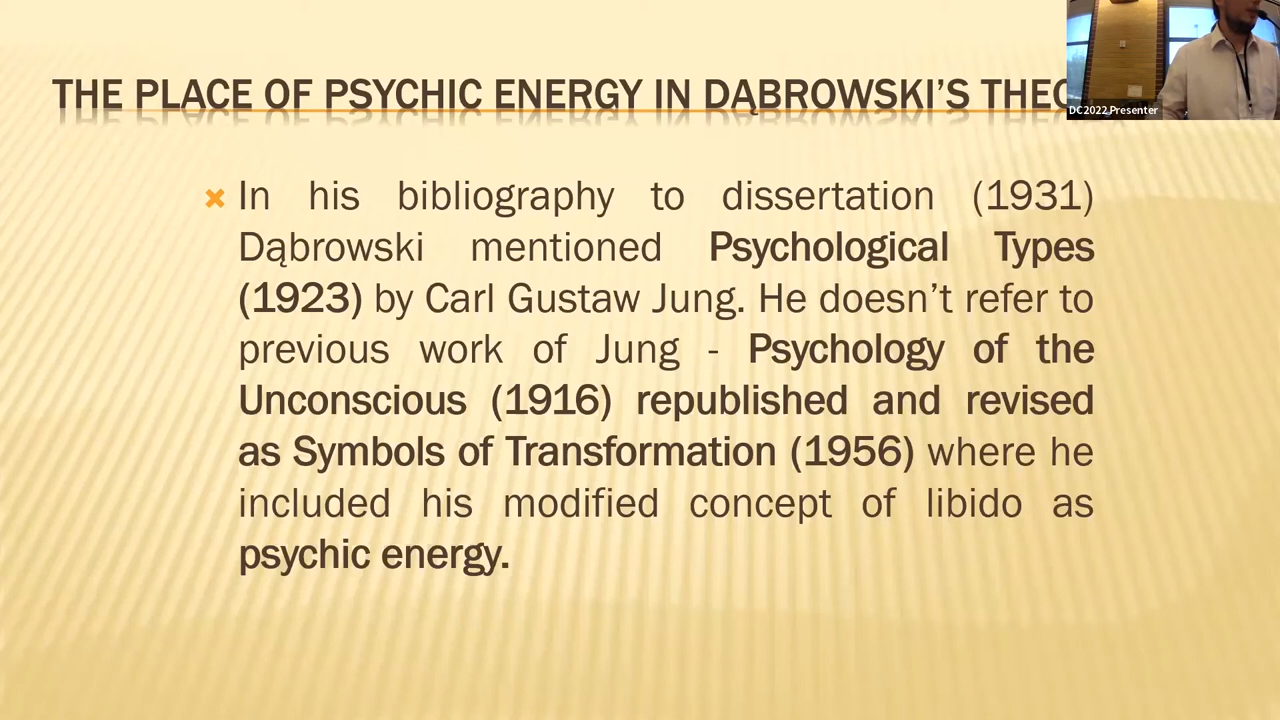 THE PLACE OF PSYCHIC ENERGY IN DĄBROWSKI'S
DC2022 Presenter
In his bibliography to dissertation (1931)
Dąbrowski mentioned Psychological Types
(1923) by Carl Gustaw Jung. He doesn't refer to
previous work of Jung - Psychology of the
Unconscious (1916) republished and revised
as Symbols of Transformation (1956) where he
included his modified concept of libido as
psychic energy.